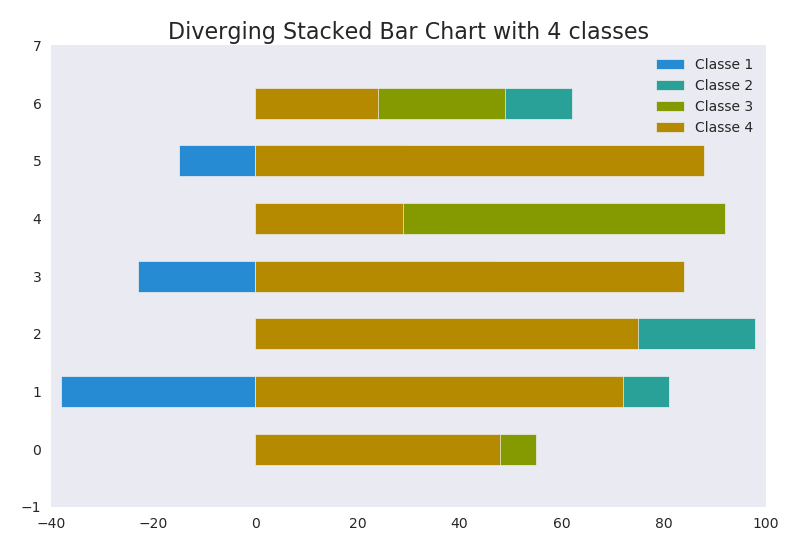 Diverging Stacked Bar Chart with 4 classes
7
Classe 1
Classe 2
6
Classe 3
Classe 4
5
4
3
2
1
0
−1
−40 −20 0 20 40 60 80 100